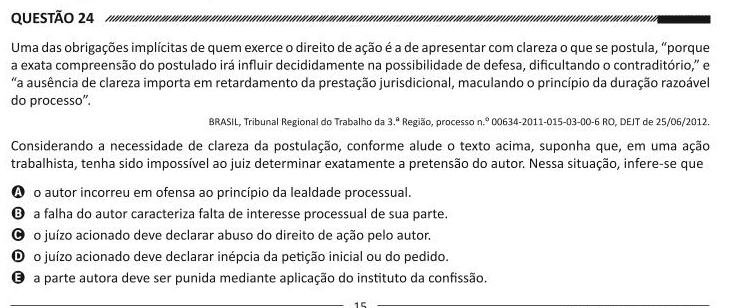 QUESTÃO 24
Uma das obrigações implícitas de quem exerce o direito de ação é a de apresentar com clareza o que se postula, “porque
a exata compreensão do postulado irá influir decididamente na possibilidade de defesa, dificultando o contraditório,” e
“a ausência de clareza importa em retardamento da prestação jurisdicional, maculando o princípio da duração razoável
do processo”.
BRASIL, Tribunal Regional do Trabalho da 3.ª Região, processo n.º 00634-2011-015-03-00-6 RO, DEJT de 25/06/2012.
Considerando a necessidade de clareza da postulação, conforme alude o texto acima, suponha que, em uma ação
trabalhista, tenha sido impossível ao juiz determinar exatamente a pretensão do autor. Nessa situação, infere-se que
A o autor incorreu em ofensa ao princípio da lealdade processual.
B a falha do autor caracteriza falta de interesse processual de sua parte.
C o juízo acionado deve declarar abuso do direito de ação pelo autor.
D o juízo acionado deve declarar inépcia da petição inicial ou do pedido.
E a parte autora deve ser punida mediante aplicação do instituto da confissão.
15